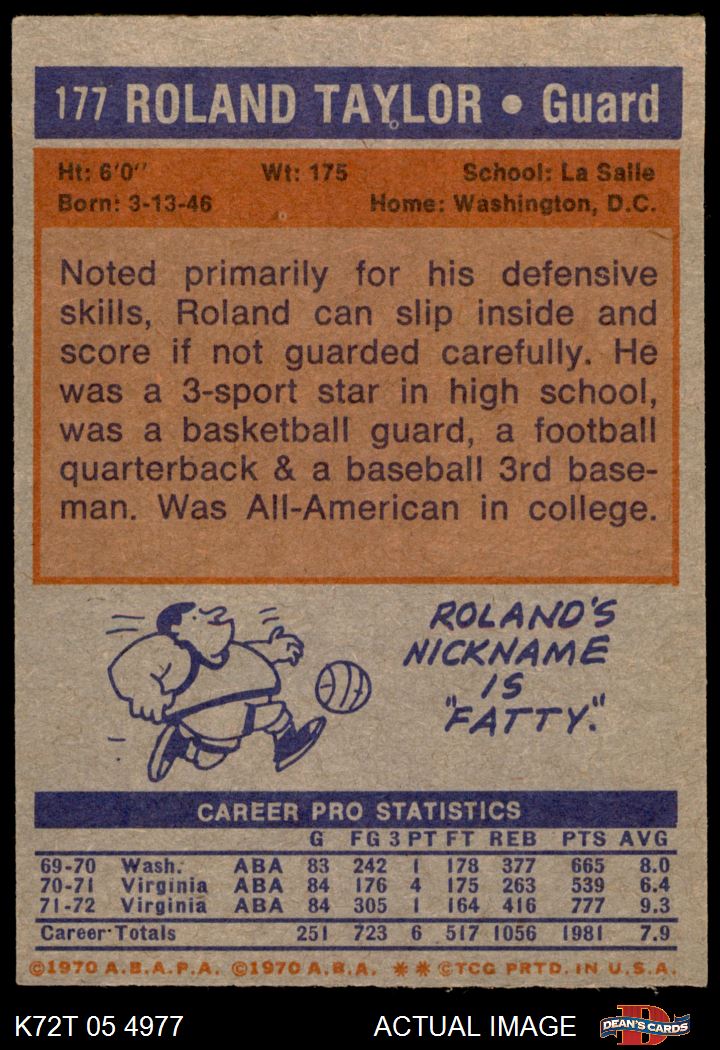 177 ROLAND TAYLOR • Guard
Ht: 6'0" Wt: 175 School: La Salle
Born: 3-13-46 Home: Washington, D.C.
Noted primarily for his defensive
skills, Roland can slip inside and
score if not guarded carefully. He
was a 3-sport star in high school,
was a basketball guard, a football
quarterback & a baseball 3rd base-
man. Was All-American in college.
ROLAND'S
NICKNAME
IS
"FATTY."
CAREER PRO STATISTICS
G FG 3 PT FT REB PTS AVG
69-70 Wash. ABA 83 242 1 178 377 665 8.0
70-71 Virginia ABA 84 176 4 175 263 539 6.4
71-72 Virginia ABA 84 305 1 164 416 777 9.3
Career Totals 251 723 6 517 1056 1981 7.9
©1970 A.B.A.P.A. ©1970 A.B.A. ** ©TCG PRTD. IN U.S.A.
K72T 05 4977 ACTUAL IMAGE DEAN'S CARDS